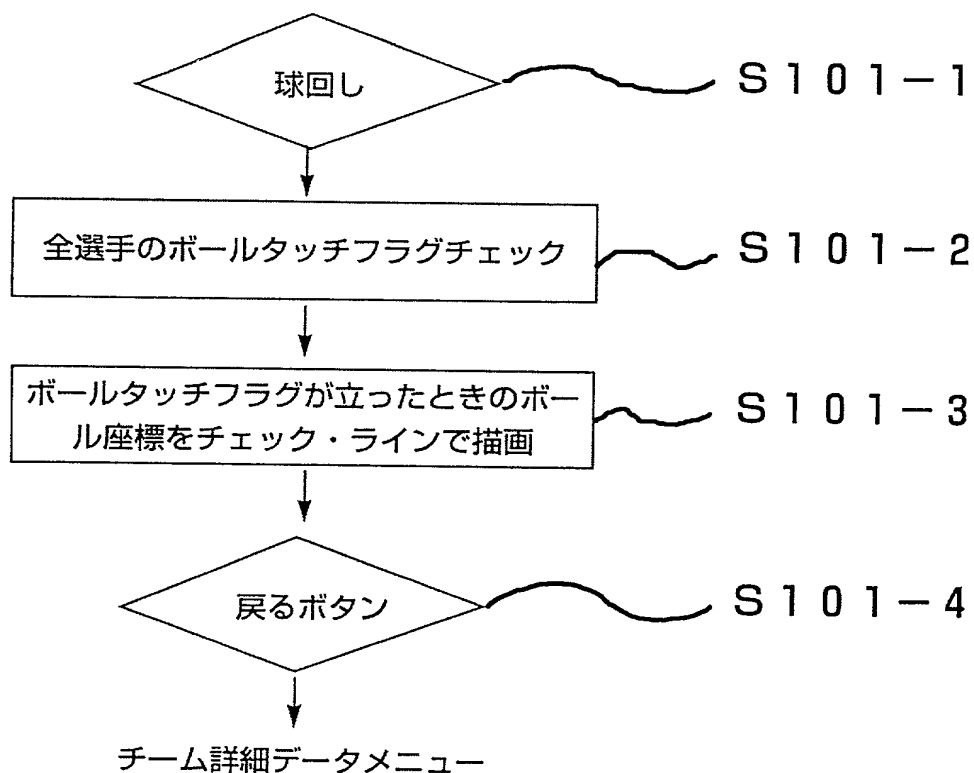 球回し
S101-1
全選手のボールタッチフラグチェック
S101-2
ボールタッチフラグが立ったときのボー
ル座標をチェック・ラインで描画
S101-3
戻るボタン
S101-4
チーム詳細データメニュー